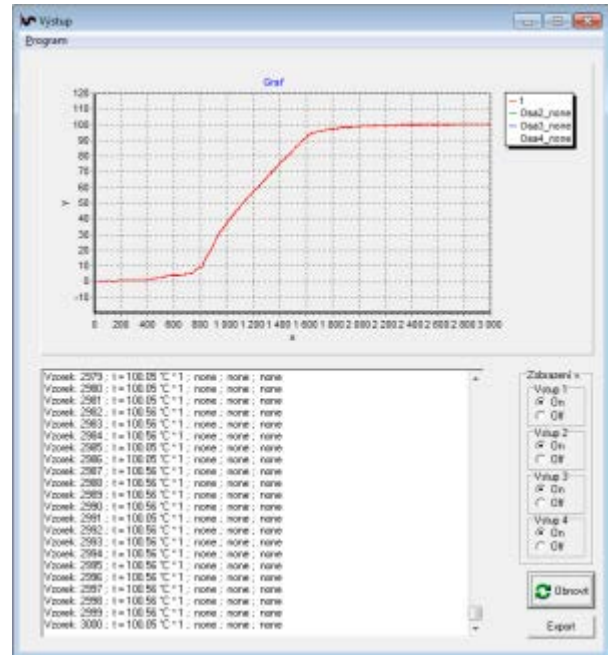 Výstup
Program
Graf
120
110
100
90
80
70
60
50
40
30
20
10
0
-10
Y
0 200 400 600 800 1 000 1 200 1 400 1 600 1 800 2 000 2 200 2 400 2 600 2 800 3 000
x
1
Osa2_none
Osa3_none
Osa4_none
Vzorek: 2979 ; t = 100.05 °C * 1 ; none ; none ; none
Vzorek: 2980 ; t = 100.56 °C * 1 ; none ; none ; none
Vzorek: 2981 ; t = 100.05 °C * 1 ; none ; none ; none
Vzorek: 2982 ; t = 100.56 °C * 1 ; none ; none ; none
Vzorek: 2983 ; t = 100.56 °C * 1 ; none ; none ; none
Vzorek: 2984 ; t = 100.56 °C * 1 ; none ; none ; none
Vzorek: 2985 ; t = 100.05 °C * 1 ; none ; none ; none
Vzorek: 2986 ; t = 100.05 °C * 1 ; none ; none ; none
Vzorek: 2987 ; t = 100.56 °C * 1 ; none ; none ; none
Vzorek: 2988 ; t = 100.56 °C * 1 ; none ; none ; none
Vzorek: 2989 ; t = 100.56 °C * 1 ; none ; none ; none
Vzorek: 2990 ; t = 100.56 °C * 1 ; none ; none ; none
Vzorek: 2991 ; t = 100.05 °C * 1 ; none ; none ; none
Vzorek: 2992 ; t = 100.56 °C * 1 ; none ; none ; none
Vzorek: 2993 ; t = 100.56 °C * 1 ; none ; none ; none
Vzorek: 2994 ; t = 100.56 °C * 1 ; none ; none ; none
Vzorek: 2995 ; t = 100.56 °C * 1 ; none ; none ; none
Vzorek: 2996 ; t = 100.56 °C * 1 ; none ; none ; none
Vzorek: 2997 ; t = 100.56 °C * 1 ; none ; none ; none
Vzorek: 2998 ; t = 100.56 °C * 1 ; none ; none ; none
Vzorek: 2999 ; t = 100.56 °C * 1 ; none ; none ; none
Vzorek: 3000 ; t = 100.05 °C * 1 ; none ; none ; none
Zobrazení
Vstup 1
On
Off
Vstup 2
On
Off
Vstup 3
On
Off
Vstup 4
On
Off
Obnovit
Export